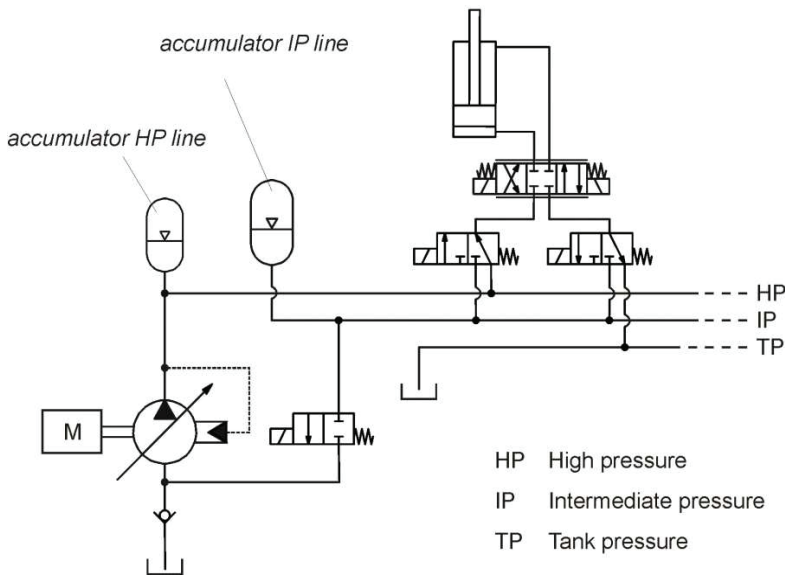 accumulator IP line
accumulator HP line
HP
IP
TP
M
HP High pressure
IP Intermediate pressure
TP Tank pressure